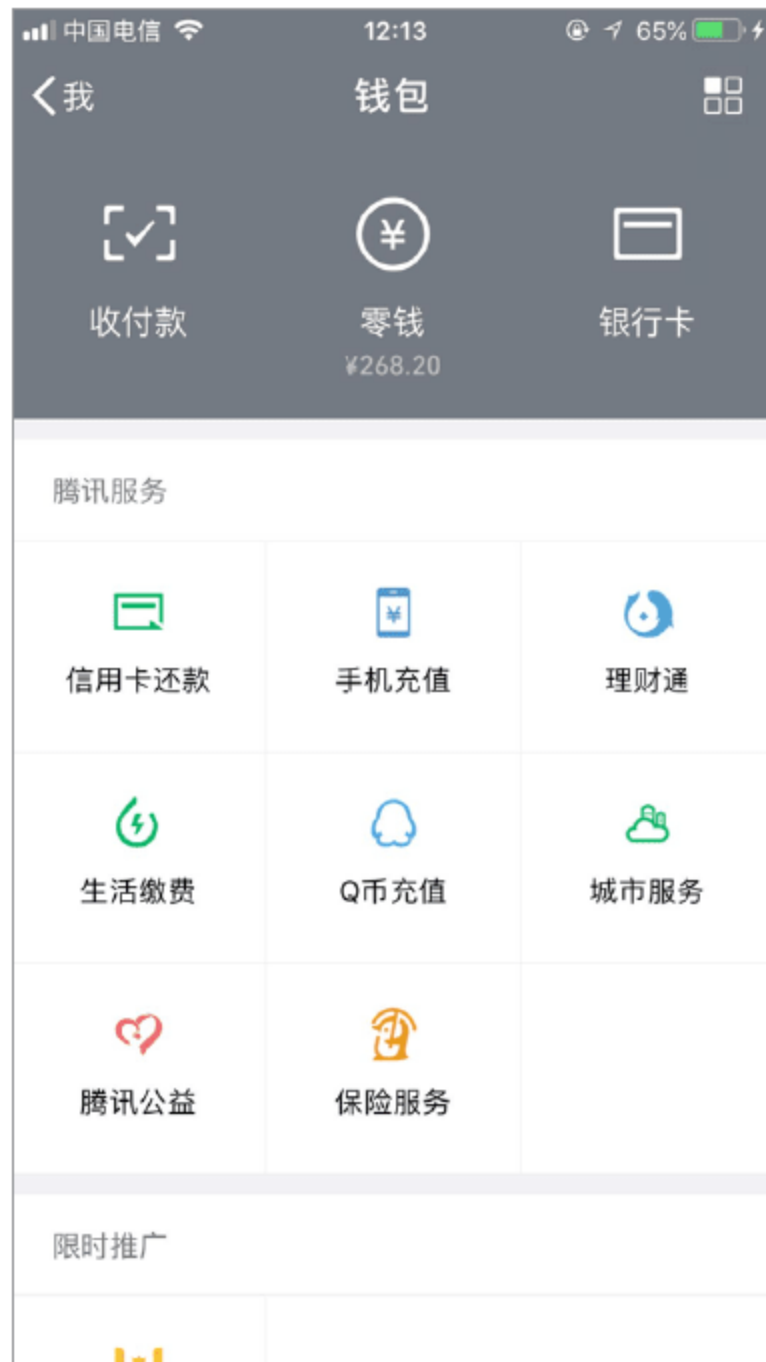 中国电信 12:13 65%
我 钱包
收付款 零钱 银行卡
¥268.20
腾讯服务
信用卡还款 手机充值 理财通
生活缴费 Q币充值 城市服务
腾讯公益 保险服务
限时推广